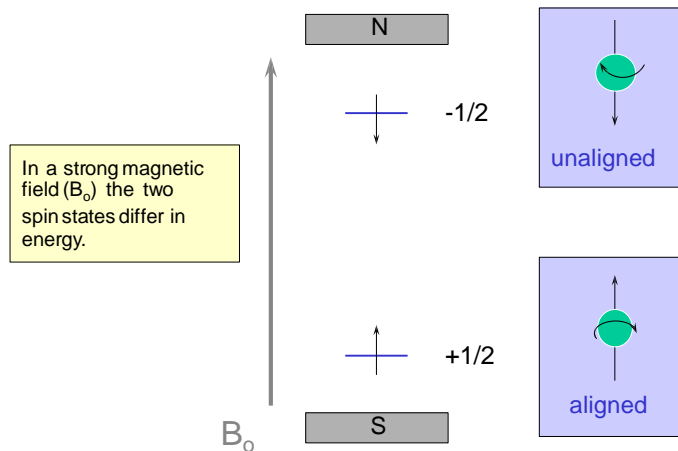 N
-1/2
unaligned
In a strong magnetic
field (Bo) the two
spin states differ in
energy.
+1/2
aligned
S
Bo